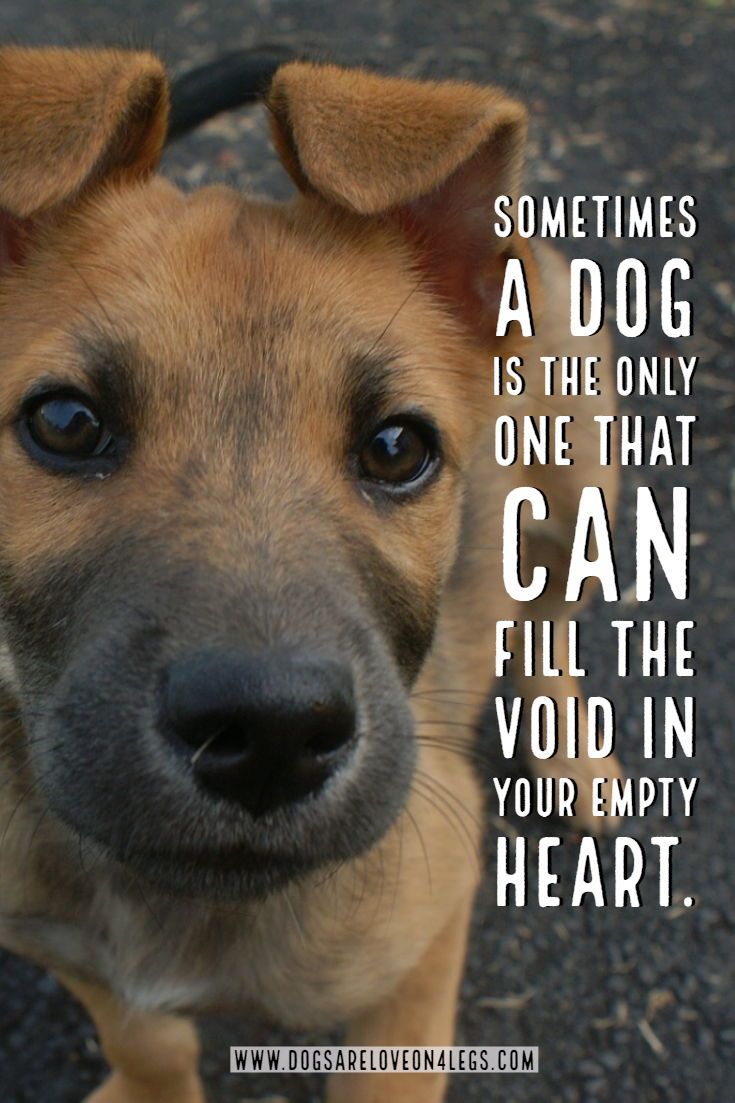 SOMETIMES
A DOG
IS THE ONLY
ONE THAT
CAN
FILL THE
VOID IN
YOUR EMPTY
HEART.
WWW.DOGSARELOVEON4LEGS.COM